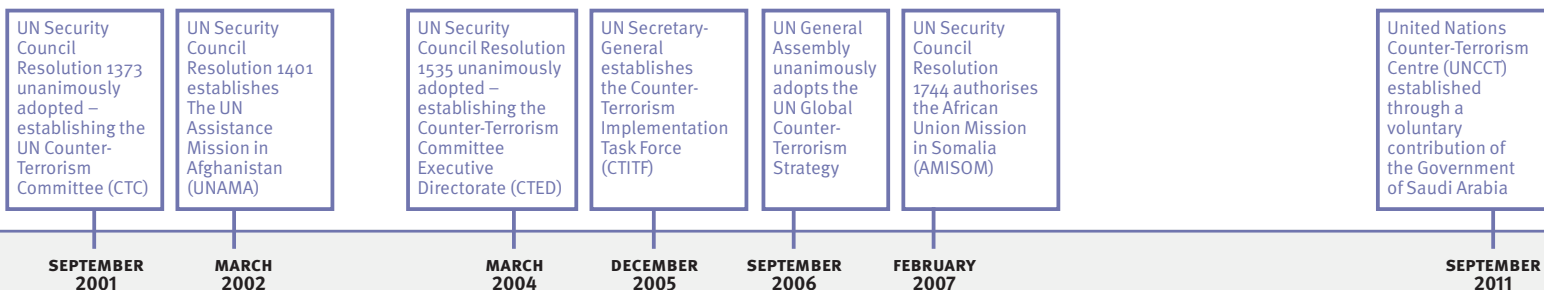 UN Security
Council
Resolution 1373
unanimously
adopted –
establishing the
UN Counter-
Terrorism
Committee (CTC)
UN Security
Council
Resolution 1401
establishes
The UN
Assistance
Mission in
Afghanistan
(UNAMA)
UN Security
Council Resolution
1535 unanimously
adopted –
establishing the
Counter-Terrorism
Committee
Executive
Directorate (CTED)
UN Secretary-
General
establishes
the Counter-
Terrorism
Implementation
Task Force
(CTITF)
UN General
Assembly
unanimously
adopts the
UN Global
Counter-
Terrorism
Strategy
UN Security
Council
Resolution
1744 authorises
the African
Union Mission
in Somalia
(AMISOM)
United Nations
Counter-Terrorism
Centre (UNCCT)
established
through a
voluntary
contribution of
the Government
of Saudi Arabia
SEPTEMBER
2001
MARCH
2002
MARCH
2004
DECEMBER
2005
SEPTEMBER
2006
FEBRUARY
2007
SEPTEMBER
2011